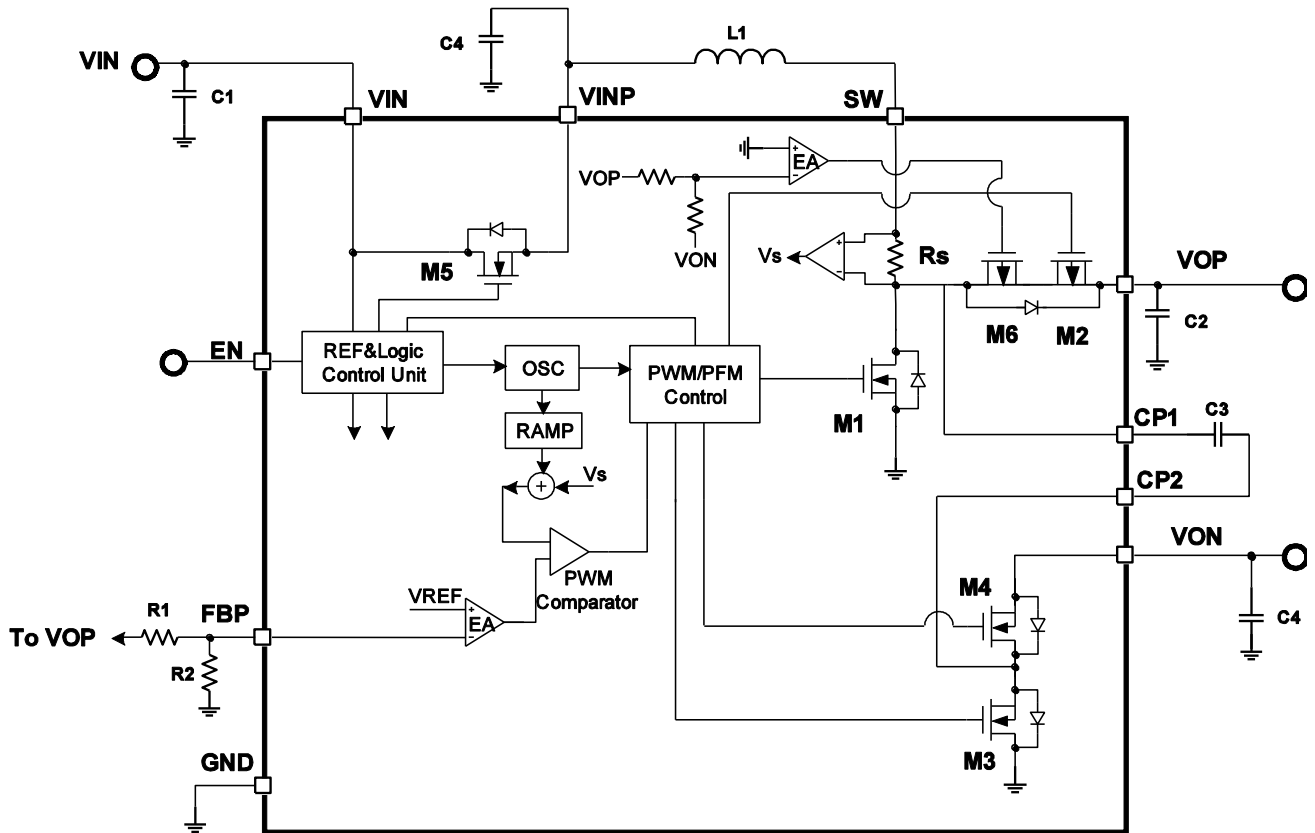 C4
L1
VIN
C1
VIN
VINP
SW
VOP
EA
+
-
VON
Vs
+
-
Rs
M5
VOP
M6
M2
C2
EN
REF&Logic
Control Unit
OSC
PWM/PFM
Control
M1
RAMP
CP1
C3
+
Vs
CP2
VON
PWM
Comparator
M4
VREF
+
EA
-
C4
R1
FBP
To VOP
R2
M3
GND